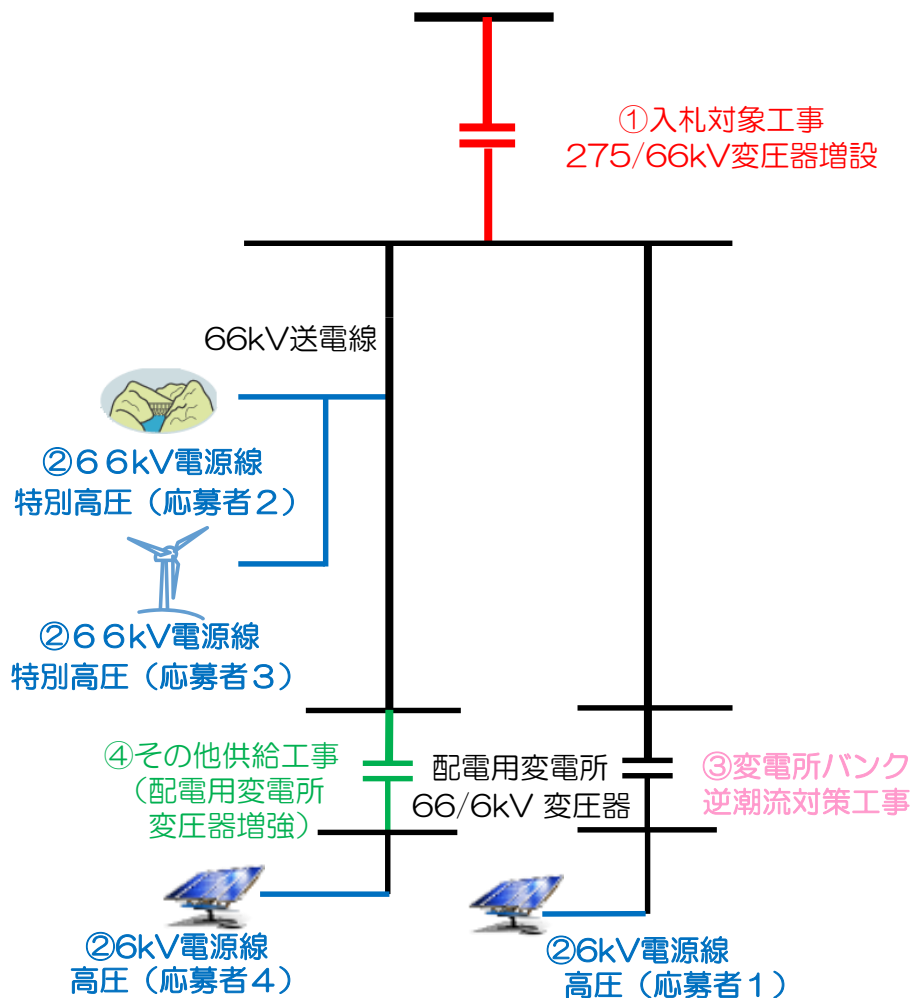 ①入札対象工事
275/66kV変圧器増設
66kV送電線
②６６kV電源線
特別高圧（応募者２）
②６６kV電源線
特別高圧（応募者３）
④その他供給工事
（配電用変電所
変圧器増強）
配電用変電所
66/6kV 変圧器
③変電所バンク
逆潮流対策工事
②6kV電源線
高圧（応募者４）
②6kV電源線
高圧（応募者１）